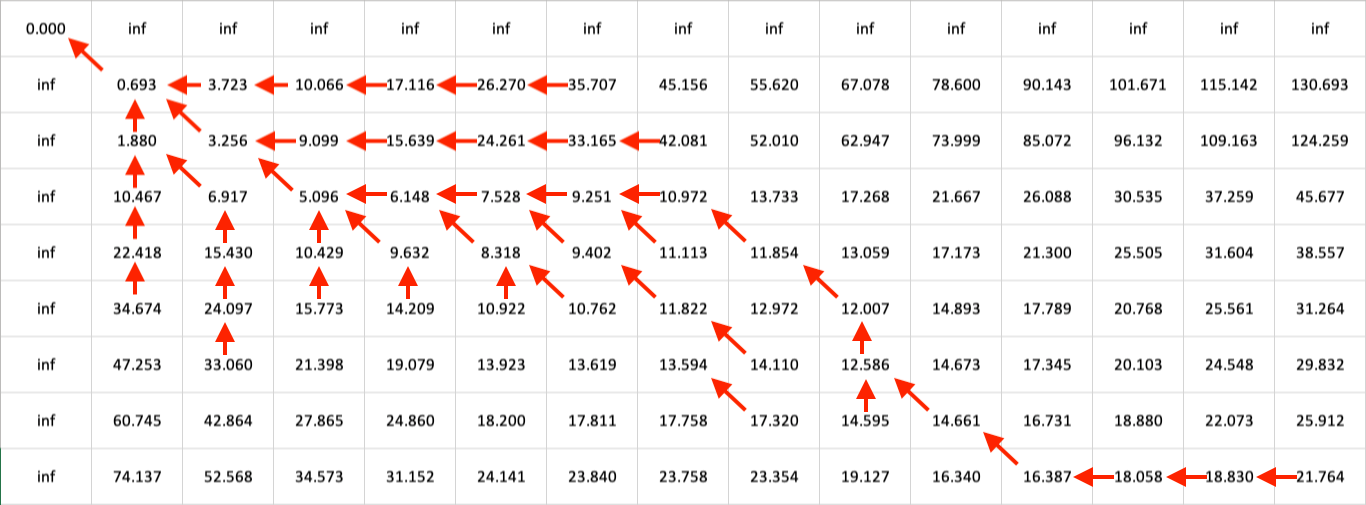 0.000 inf inf inf inf inf inf inf inf inf inf inf inf inf inf
inf 0.693 3.723 10.066 17.116 26.270 35.707 45.156 55.620 67.078 78.600 90.143 101.671 115.142 130.693
inf 1.880 3.256 9.099 15.639 24.261 33.165 42.081 52.010 62.947 73.999 85.072 96.132 109.163 124.259
inf 10.467 6.917 5.096 6.148 7.528 9.251 10.972 13.733 17.268 21.667 26.088 30.535 37.259 45.677
inf 22.418 15.430 10.429 9.632 8.318 9.402 11.113 11.854 13.059 17.173 21.300 25.505 31.604 38.557
inf 34.674 24.097 15.773 14.209 10.922 10.762 11.822 12.972 12.007 14.893 17.789 20.768 25.561 31.264
inf 47.253 33.060 21.398 19.079 13.923 13.619 13.594 14.110 12.586 14.673 17.345 20.103 24.548 29.832
inf 60.745 42.864 27.865 24.860 18.200 17.811 17.758 17.320 14.595 14.661 16.731 18.880 22.073 25.912
inf 74.137 52.568 34.573 31.152 24.141 23.840 23.758 23.354 19.127 16.340 16.387 18.058 18.830 21.764